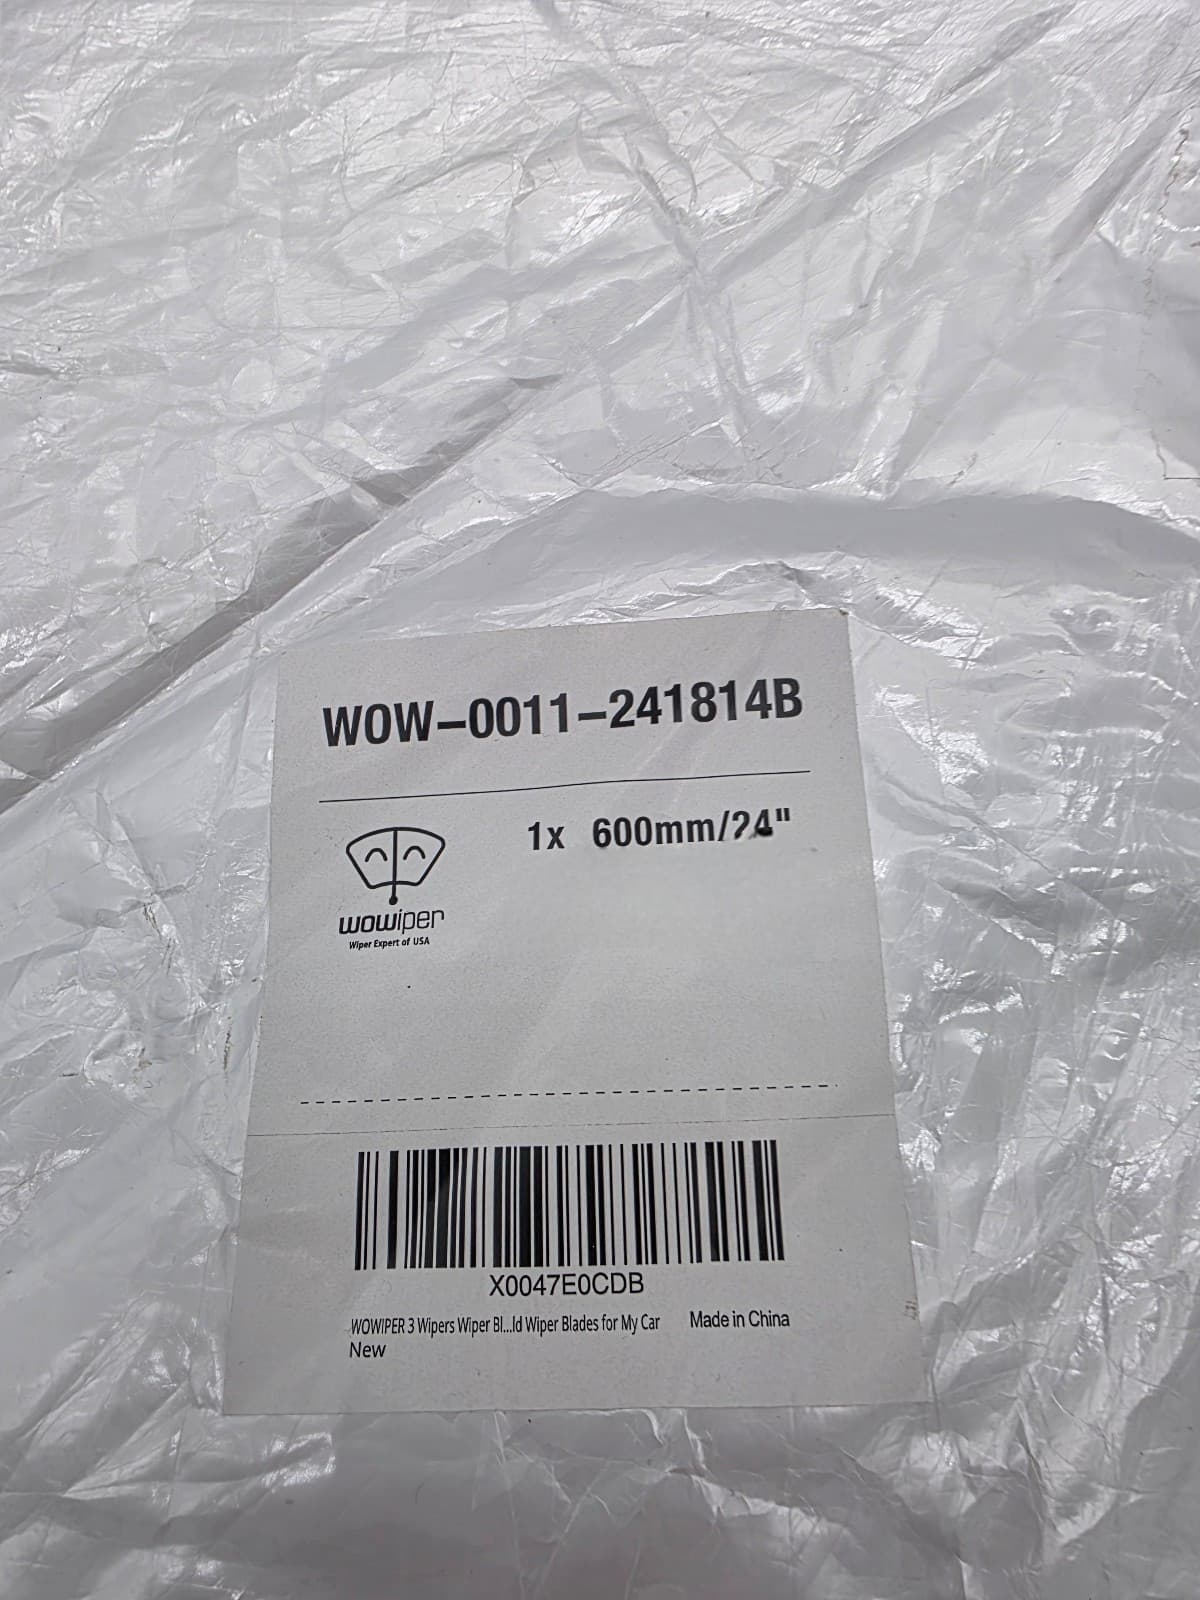 WOW-0011-241814B
1x 600mm/24"
wowiper
Wiper Expert of USA
X0047E0CDB
WOWIPER 3 Wipers Wiper Bl...ld Wiper Blades for My Car Made in China
New